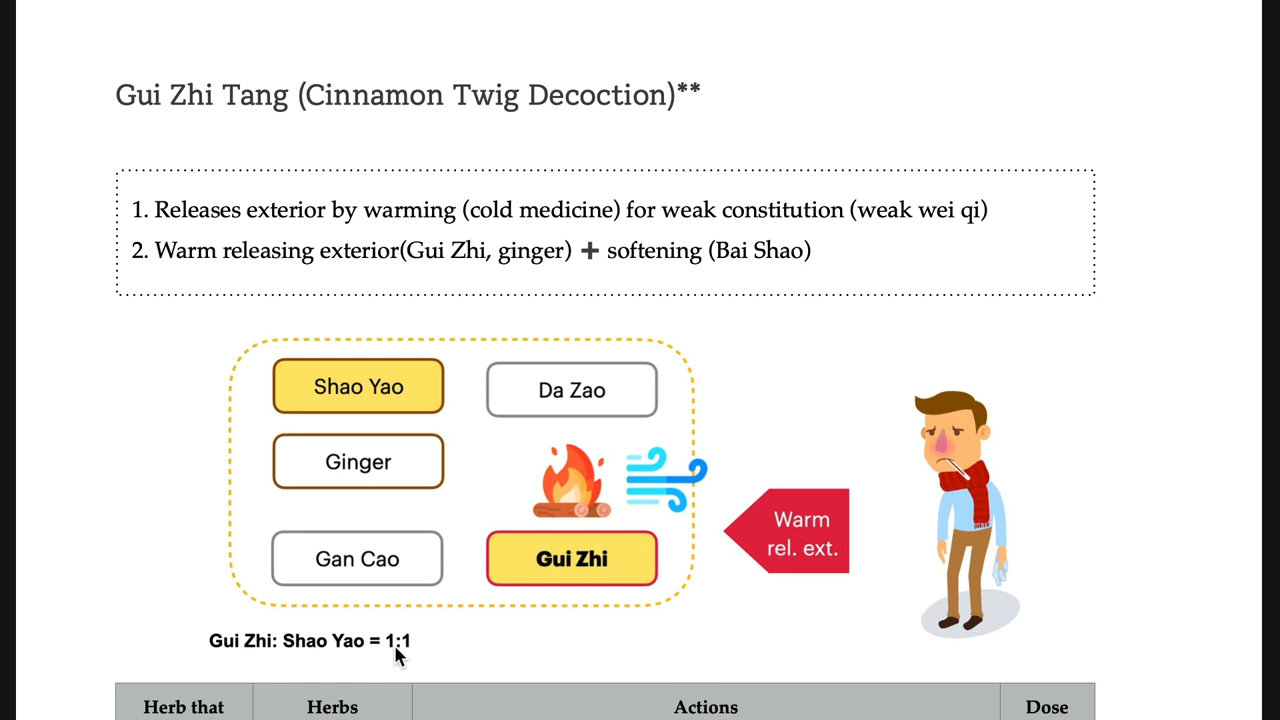 Gui Zhi Tang (Cinnamon Twig Decoction)**
1. Releases exterior by warming (cold medicine) for weak constitution (weak wei qi)
2. Warm releasing exterior(Gui Zhi, ginger) ➕ softening (Bai Shao)
Shao Yao
Da Zao
Ginger
Gan Cao
Gui Zhi
Warm
rel. ext.
Gui Zhi: Shao Yao = 1:1
Herb that
Herbs
Actions
Dose